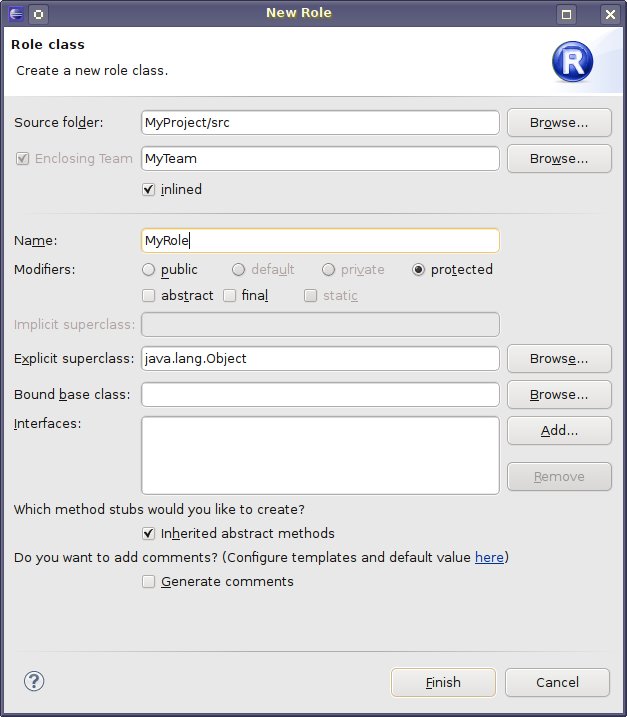 New Role
Role class
Create a new role class.
R
Source folder: MyProject/src Browse...
Enclosing Team MyTeam Browse...
inlined
Name: MyRole
Modifiers: public default private protected
abstract final static
Implicit superclass:
Explicit superclass: java.lang.Object Browse...
Bound base class: Browse...
Interfaces: Add...
Remove
Which method stubs would you like to create?
Inherited abstract methods
Do you want to add comments? (Configure templates and default value here)
Generate comments
? Finish Cancel